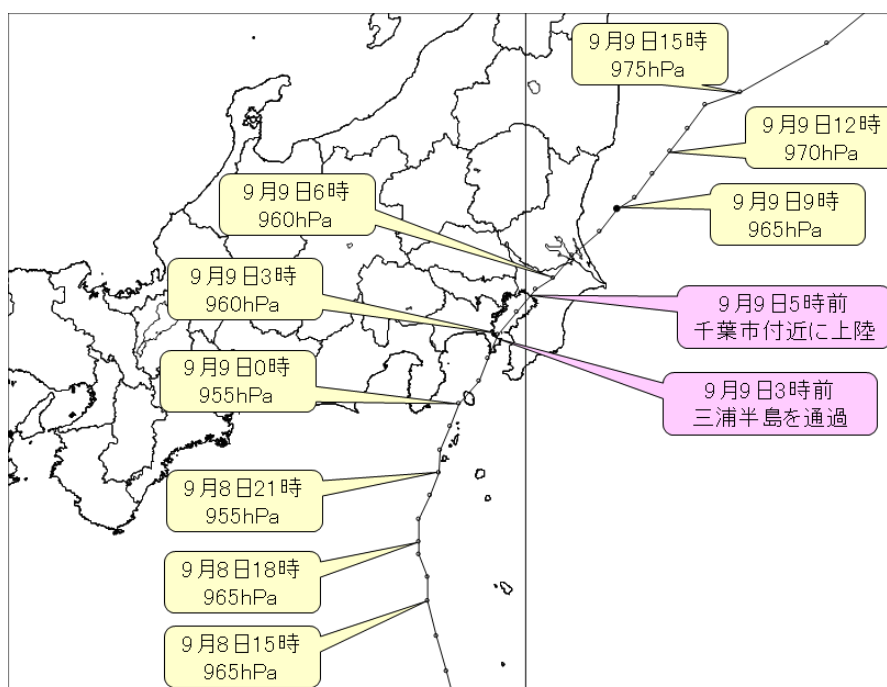 9月9日15時
975hPa
9月9日12時
970hPa
9月9日9時
965hPa
9月9日6時
960hPa
9月9日3時
960hPa
9月9日5時前
千葉市付近に上陸
9月9日0時
955hPa
9月9日3時前
三浦半島を通過
9月8日21時
955hPa
9月8日18時
965hPa
9月8日15時
965hPa